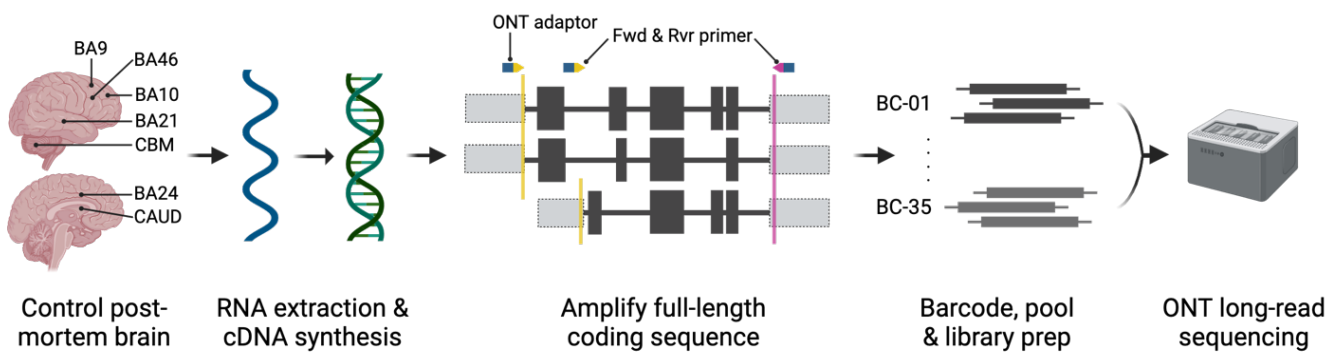 BA9
BA46
BA10
BA21
CBM
BA24
CAUD
ONT adaptor
Fwd & Rvr primer
BC-01
BC-35
Control post-
mortem brain
RNA extraction &
cDNA synthesis
Amplify full-length
coding sequence
Barcode, pool
& library prep
ONT long-read
sequencing